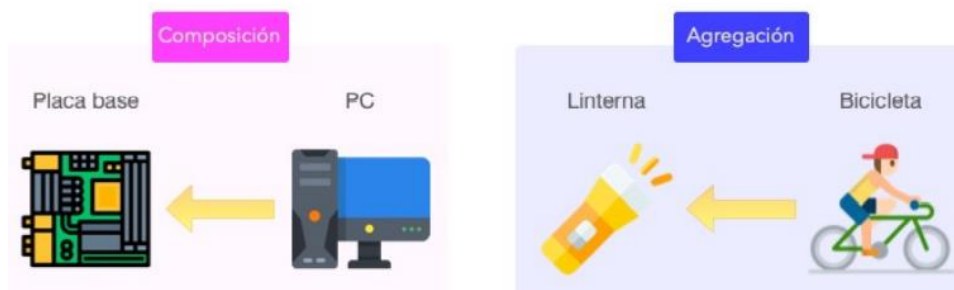 Composición
Agregación
Placa base
PC
Linterna
Bicicleta